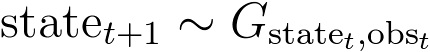 state_{t+1} ∼ G_{state_t,obs_t}